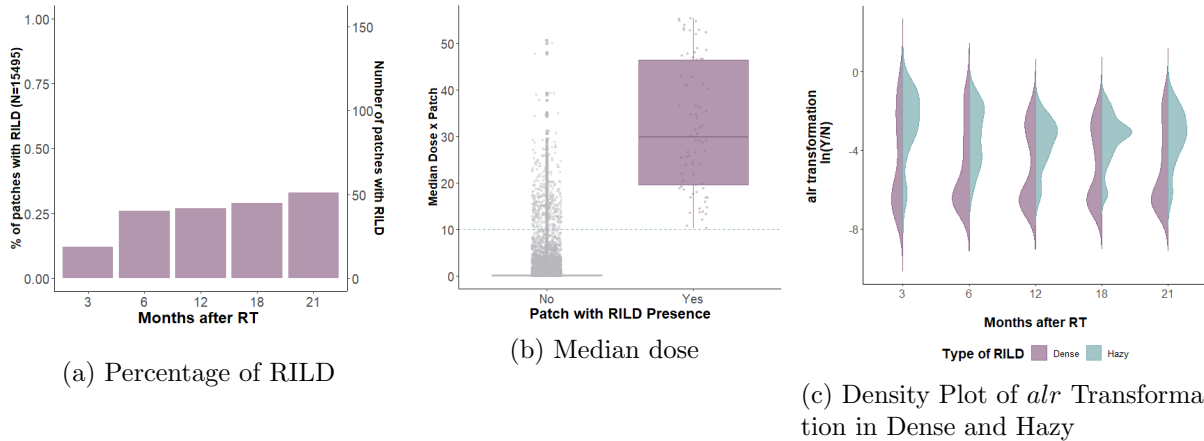 % of patches with RILD (N=15495)
1.00
0.75
0.50
0.25
0.00
150
100
50
0
Number of patches
with RILD
3 6 12 18 21
Months after RT
(a) Percentage of RILD
Median Dose x Patch
50
40
30
20
10
0
No Yes
Patch with RILD Presence
(b) Median dose
alr transformation
ln(Y/N)
0
-4
-8
3 6 12 18 21
Months after RT
Type of RILD Dense Hazy
(c) Density Plot of alr Transforma
tion in Dense and Hazy